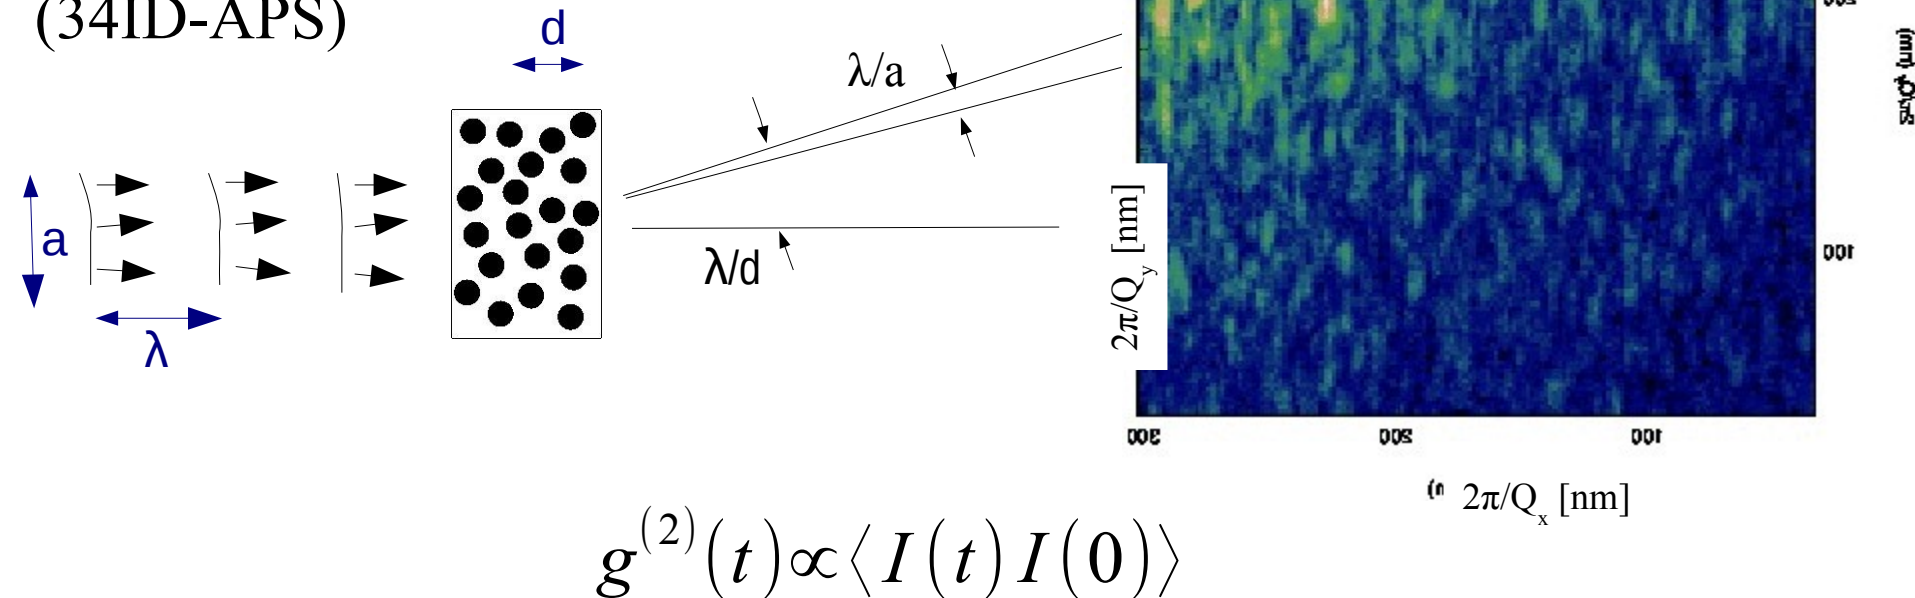 (34ID-APS)
d
λ/a
a
λ
λ/d
2π/Q_y [nm]
100
300
200
100
2π/Q_x [nm]
g^(2)(t)∝⟨I(t)I(0)⟩